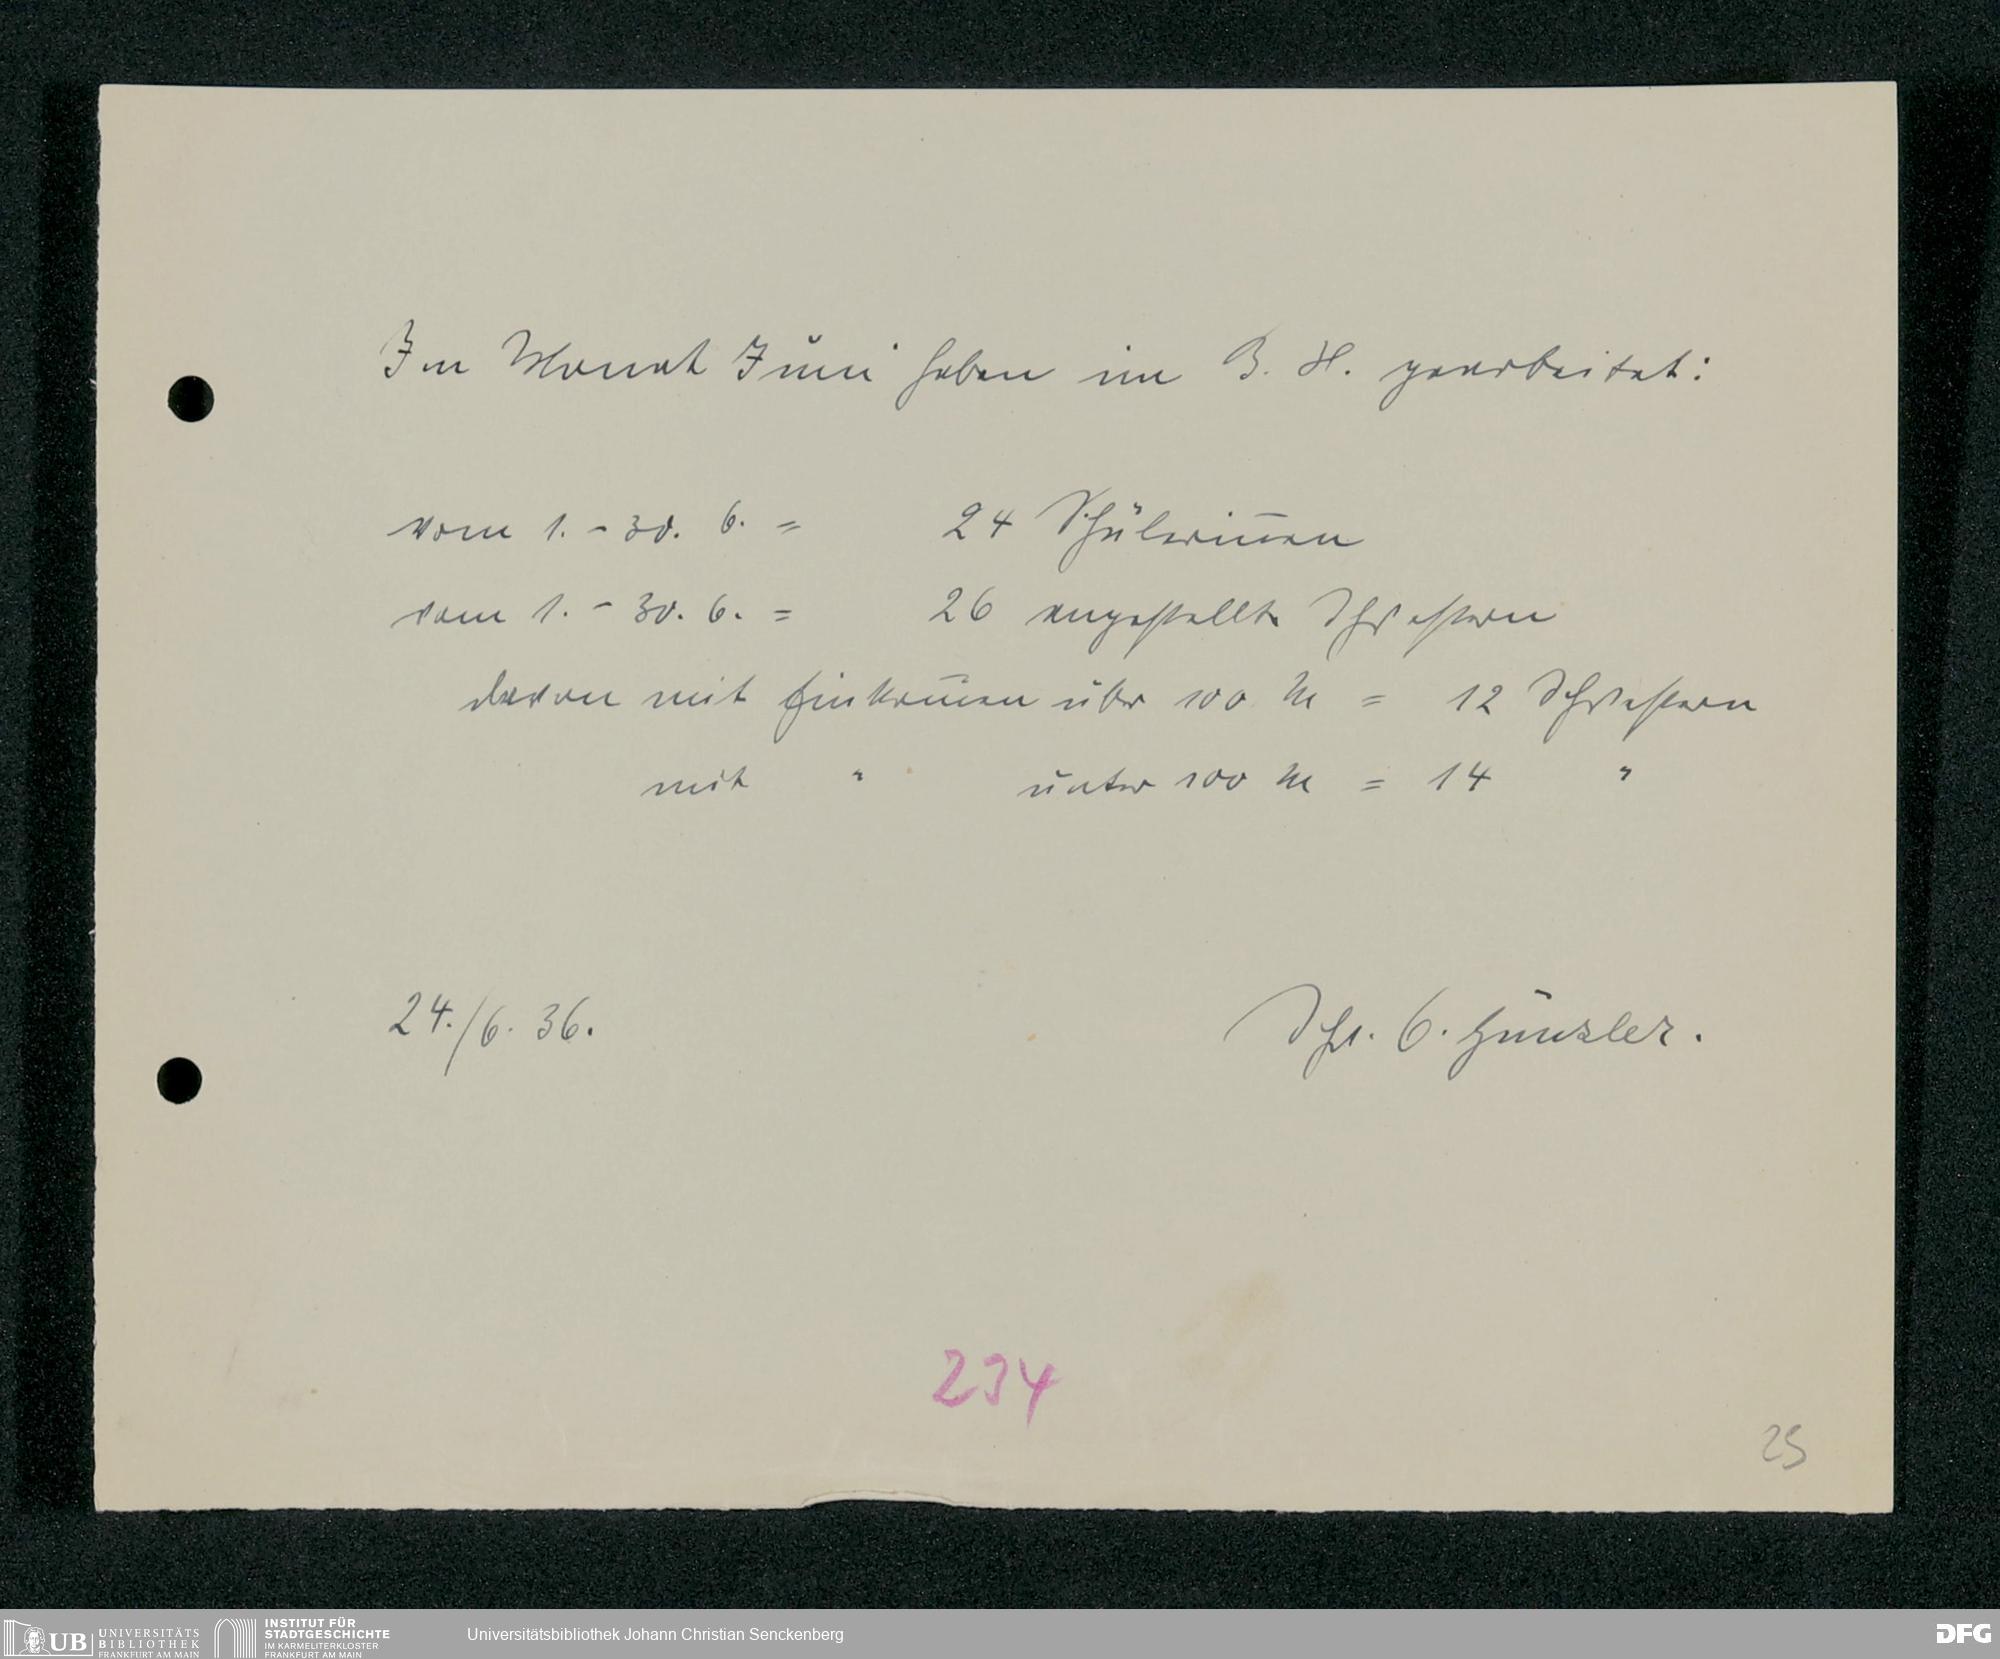 Im Monat Juni haben im B. H. gearbeitet:
vom 1. - 30. 6. = 24 Schülerinnen
vom 1. - 30. 6. = 26 angestellte Schwestern
davon mit Einkommen über 100 M = 12 Schwestern
mit " unter 100 M = 14 "
24./6. 36.
Schw.
234
25
UB UNIVERSITÄTS
BIBLIOTHEK
FRANKFURT AM MAIN
INSTITUT FÜR
STADTGESCHICHTE
IM KARMELITERKLOSTER
FRANKFURT AM MAIN
Universitätsbibliothek Johann Christian Senckenberg
DFG